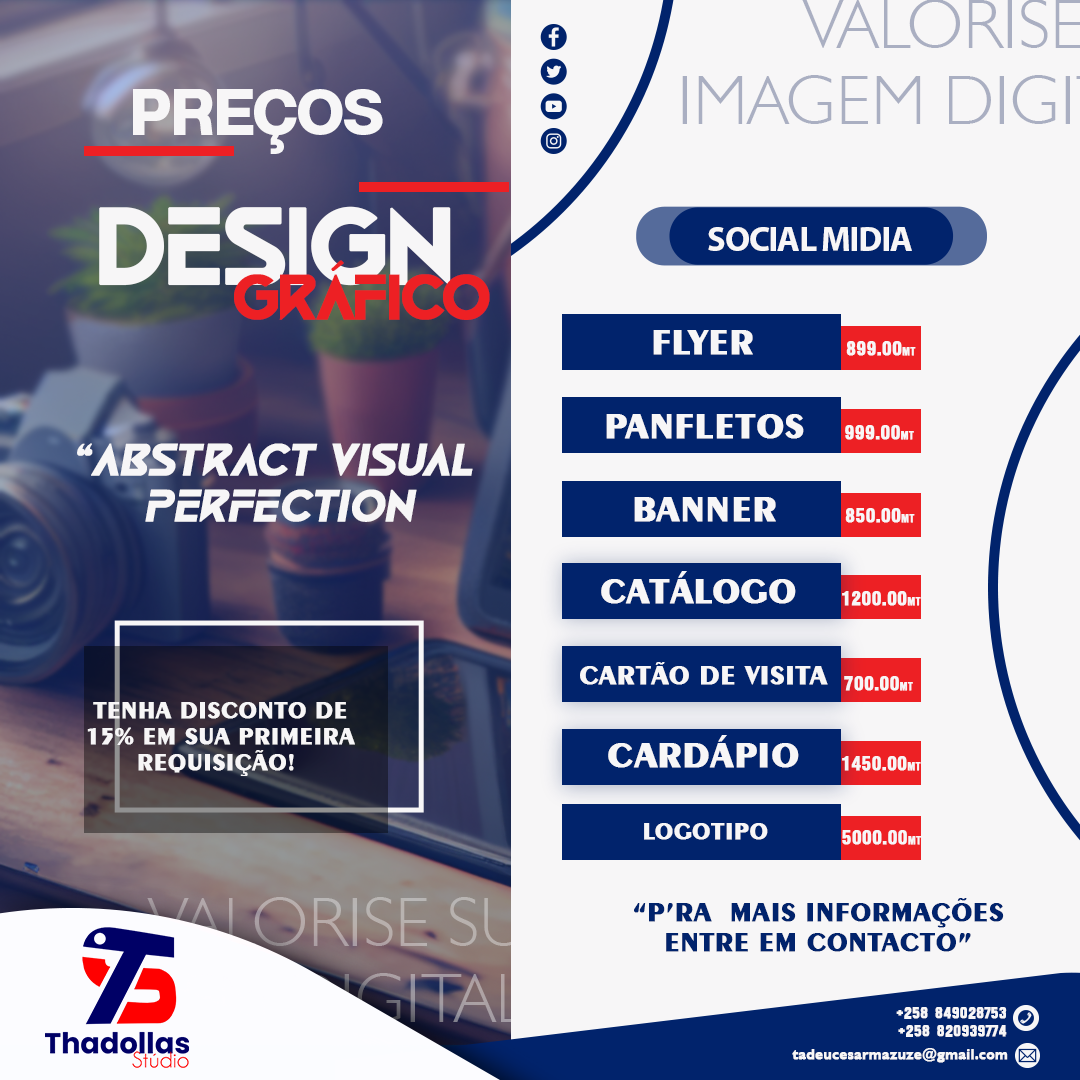 PREÇOS
DESIGN
GRÁFICO
“ABSTRACT VISUAL
PERFECTION
TENHA DISCONTO DE
15% EM SUA PRIMEIRA
REQUISIÇÃO!
VALORISE SU
GITAL
TS
Thadollas
Stúdio
VALORISE
IMAGEM DIGI
SOCIAL MIDIA
FLYER 899.00MT
PANFLETOS 999.00MT
BANNER 850.00MT
CATÁLOGO 1200.00MT
CARTÃO DE VISITA 700.00MT
CARDÁPIO 1450.00MT
LOGOTIPO 5000.00MT
“P’RA MAIS INFORMAÇÕES
ENTRE EM CONTACTO”
+258 849028753
+258 820939774
tadeucesarmazuze@gmail.com